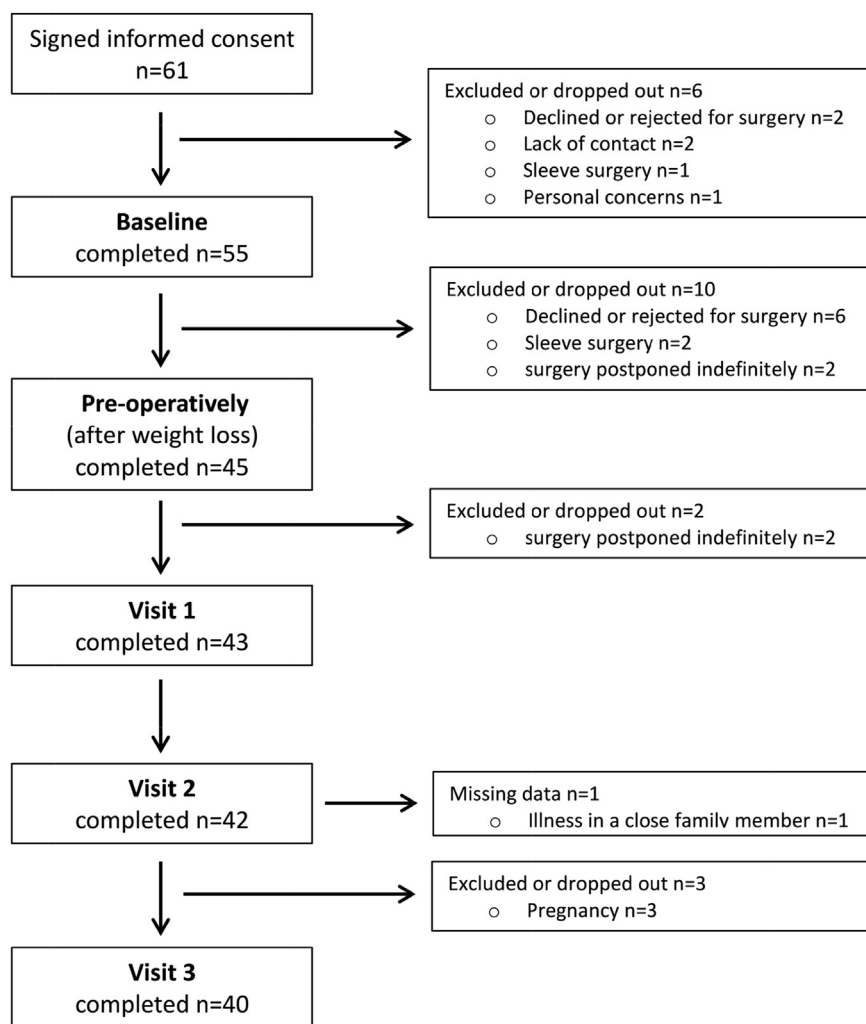 Signed informed consent
n=61
Excluded or dropped out n=6
○ Declined or rejected for surgery n=2
○ Lack of contact n=2
○ Sleeve surgery n=1
○ Personal concerns n=1
Baseline
completed n=55
Excluded or dropped out n=10
○ Declined or rejected for surgery n=6
○ Sleeve surgery n=2
○ surgery postponed indefinitely n=2
Pre-operatively
(after weight loss)
completed n=45
Excluded or dropped out n=2
○ surgery postponed indefinitely n=2
Visit 1
completed n=43
Visit 2
completed n=42
Missing data n=1
○ Illness in a close family member n=1
Excluded or dropped out n=3
○ Pregnancy n=3
Visit 3
completed n=40